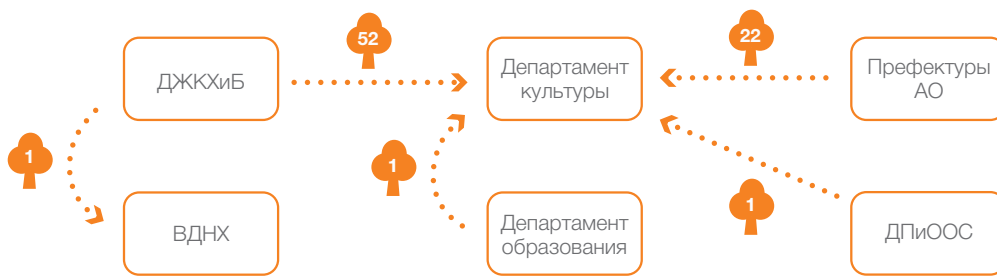 52
22
ДЖКХиБ
Департамент
культуры
Префектуры
АО
1
1
1
ВДНХ
Департамент
образования
ДПиООС